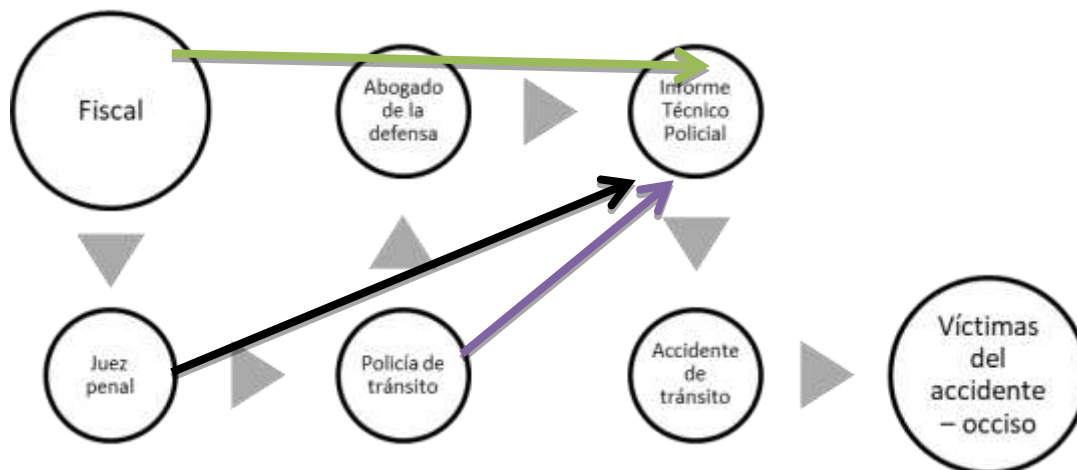 Fiscal
Abogado
de la
defensa
Informe
Técnico
Policial
Juez
penal
Policía de
tránsito
Accidente
de
tránsito
Víctimas
del
accidente
– occiso